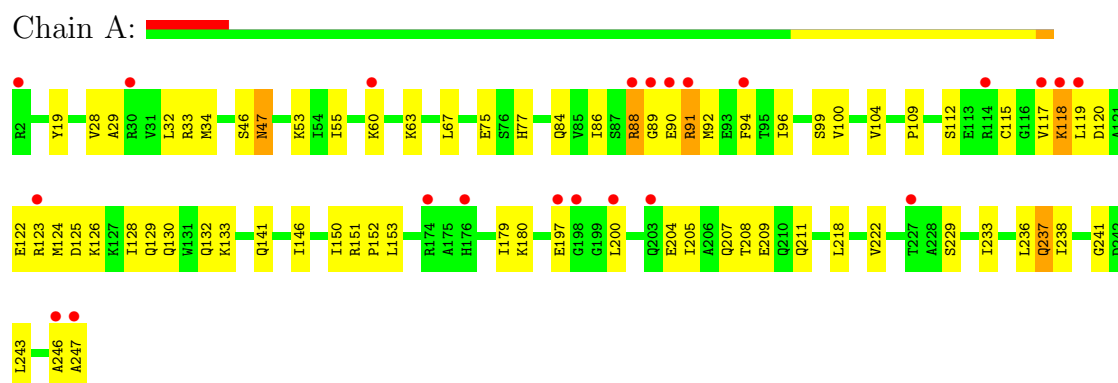 Chain A:
R2 Y19 V28 A29 R30 V31 L32 R33 M34 S46 N47 K53 I54 I55 K60 K63 L67 E75 S76 H77 Q84 V85 I86 S87 R88 G89 E90 R91 M92 E93 F94 T95 I96 S99 V100 V104 P109 S112 E113 R114 C115 G116 V117 K118 L119 D120
E122 R123 M124 D125 K126 K127 I128 Q129 Q130 W131 Q132 K133 Q141 I146 I150 R151 P152 L153 R174 A175 H176 I179 K180 E197 G198 G199 L200 Q203 E204 I205 A206 Q207 T208 E209 Q210 Q211 L218 V222 T227 A228 S229 I233 L236 Q237 I238 G241
L243 A246 A247